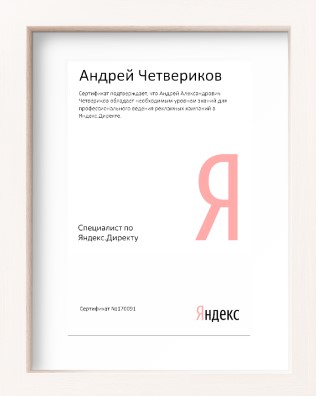 Андрей Четвериков
Сертификат подтверждает, что Андрей Александрович
Четвериков обладает необходимым уровнем знаний для
профессионального ведения рекламных кампаний в
Яндекс.Директе.
Я
Специалист по
Яндекс.Директу
Сертификат №170091
Яндекс